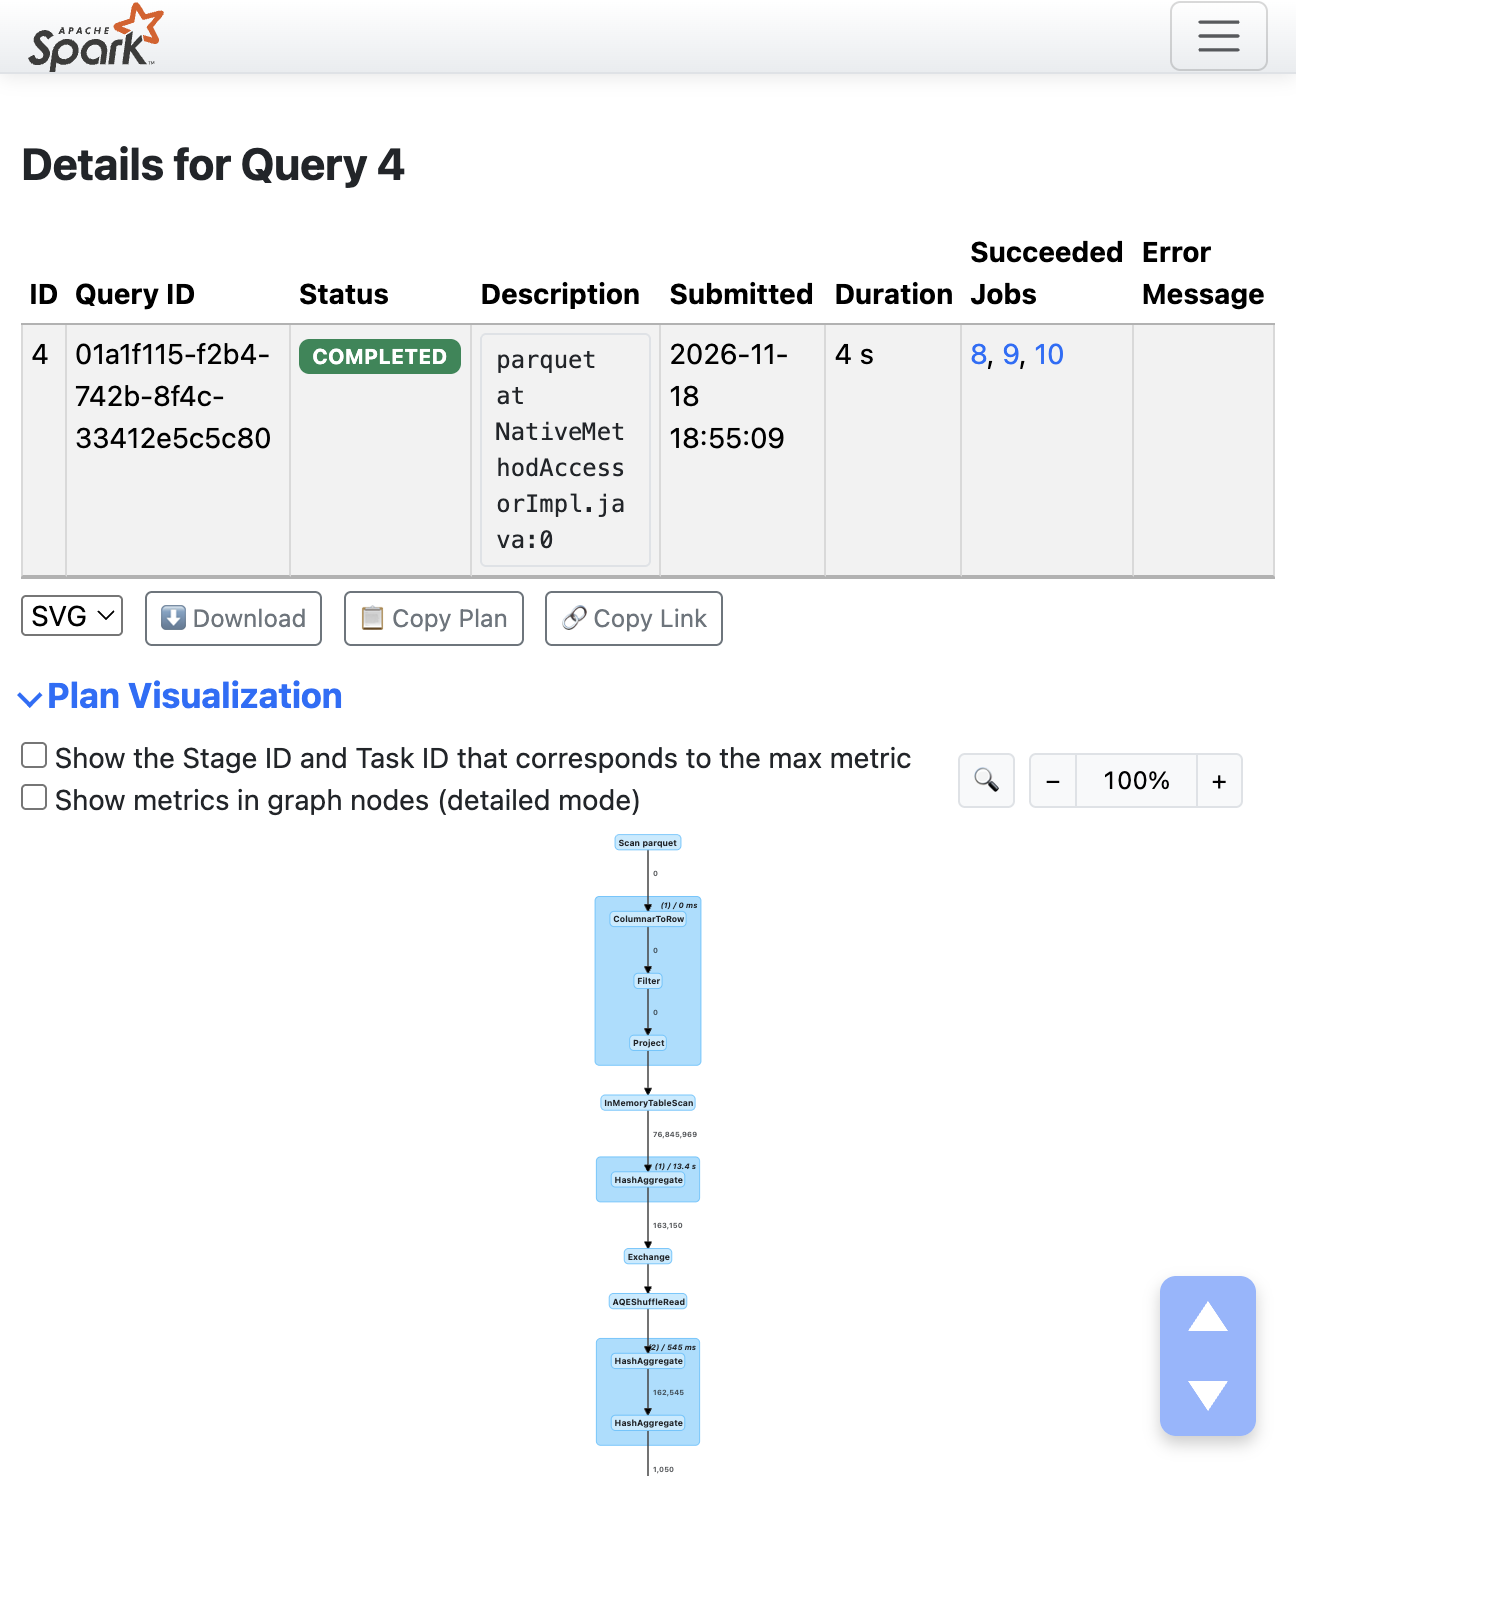 APACHE
Spark™
Details for Query 4
ID Query ID Status Description Submitted Duration Succeeded Jobs Error Message
4
01a1f115-f2b4-
742b-8f4c-
33412e5c5c80
COMPLETED
parquet
at
NativeMet
hodAccess
orImpl.ja
va:0
2026-11-
18
18:55:09
4 s
8, 9, 10
SVG
Download
Copy Plan
Copy Link
Plan Visualization
Show the Stage ID and Task ID that corresponds to the max metric
Show metrics in graph nodes (detailed mode)
− 100% +
Scan parquet
0
(1) / 0 ms
ColumnarToRow
0
Filter
0
Project
InMemoryTableScan
76,845,969
(1) / 13.4 s
HashAggregate
163,150
Exchange
AQEShuffleRead
(2) / 545 ms
HashAggregate
162,545
HashAggregate
1,050